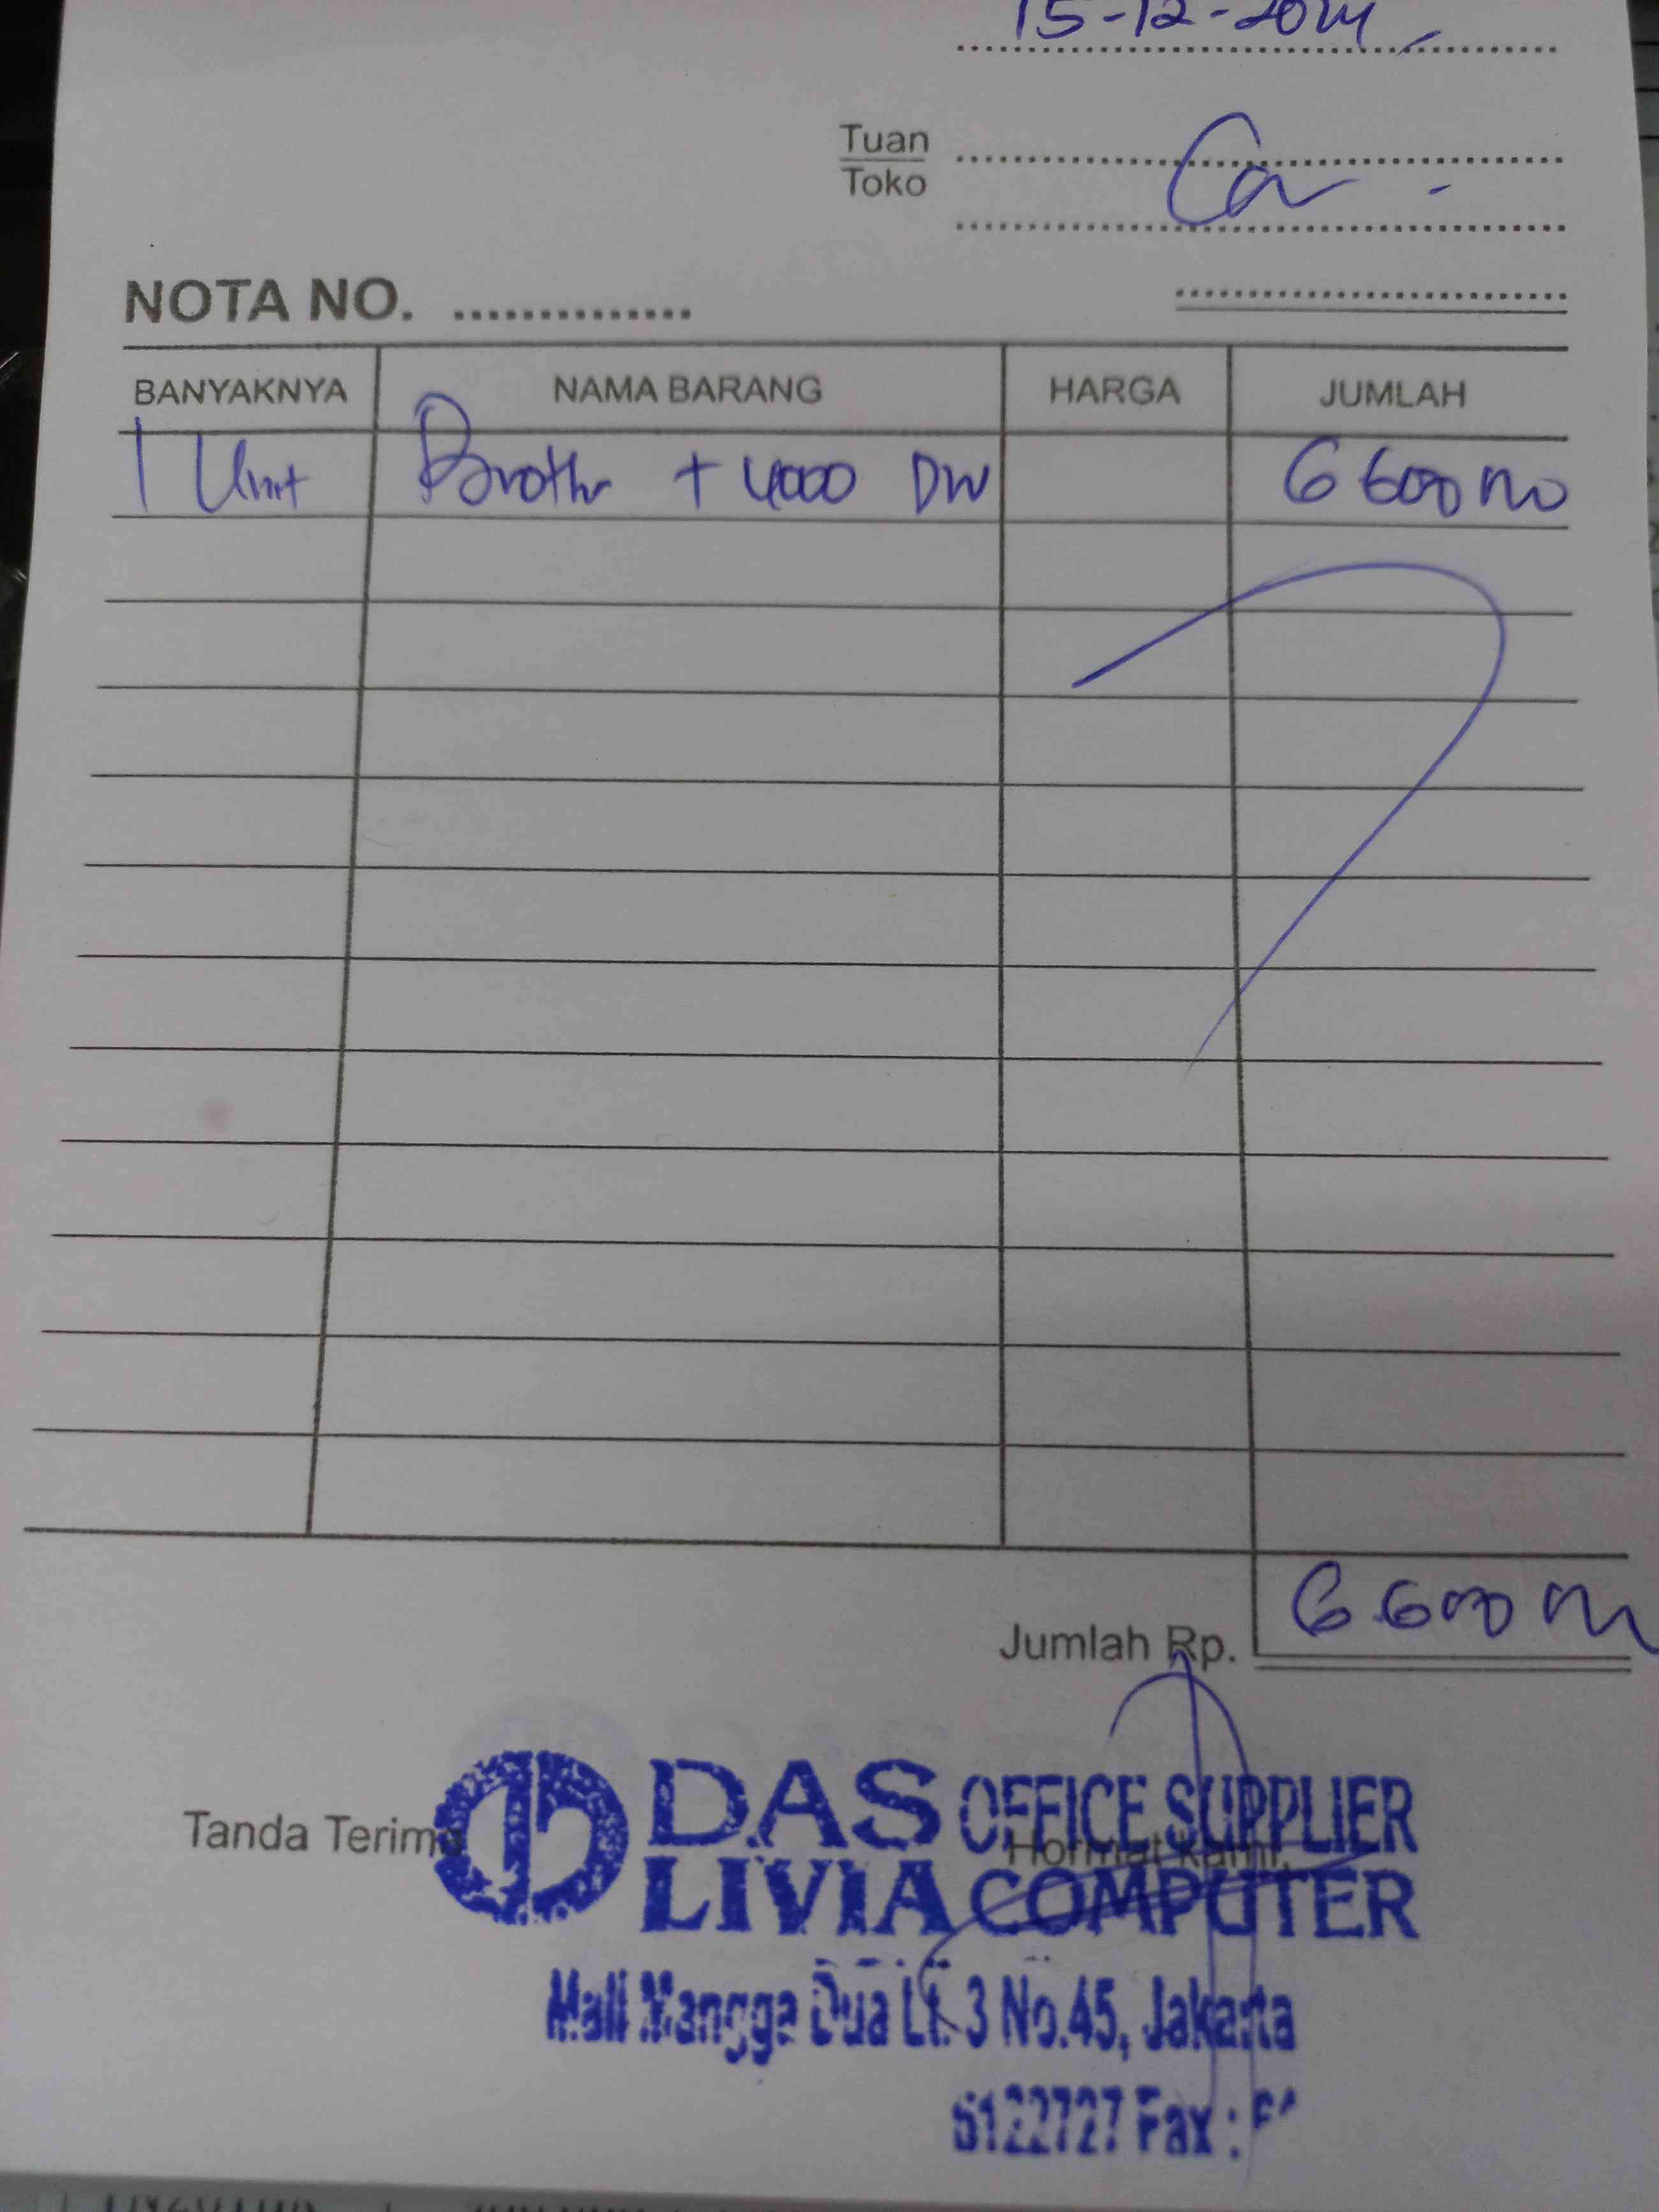 15-12-2024
Tuan
Toko
NOTA NO. ..............
BANYAKNYA NAMA BARANG HARGA JUMLAH
1 Unit Brother T 4000 DW 6 600 000
Jumlah Rp. 6 600 000
Tanda Terima
Hormat kami,
DAS OFFICE SUPPLIER
LIVIA COMPUTER
Mall Mangga Dua Lt. 3 No.45, Jakarta
6122727 Fax :